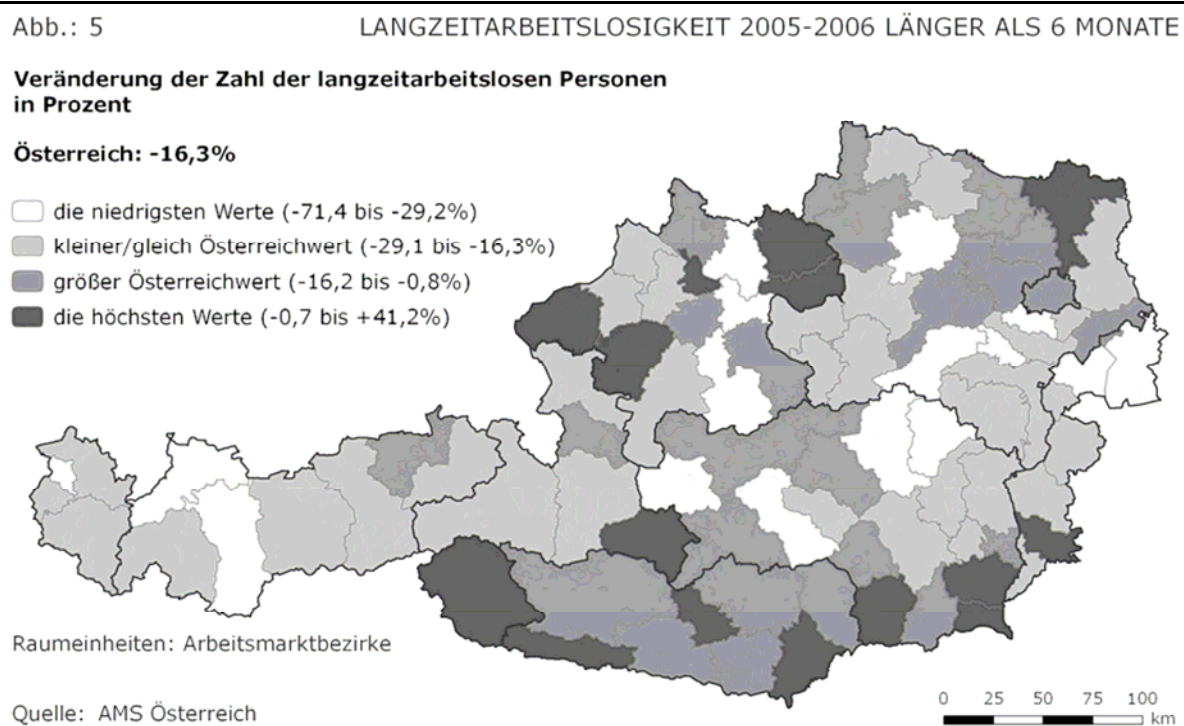 Abb.: 5
LANGZEITARBEITSLOSIGKEIT 2005-2006 LÄNGER ALS 6 MONATE
Veränderung der Zahl der langzeitarbeitslosen Personen
in Prozent
Österreich: -16,3%
die niedrigsten Werte (-71,4 bis -29,2%)
kleiner/gleich Österreichwert (-29,1 bis -16,3%)
größer Österreichwert (-16,2 bis -0,8%)
die höchsten Werte (-0,7 bis +41,2%)
Raumeinheiten: Arbeitsmarktbezirke
Quelle: AMS Österreich
0 25 50 75 100
km